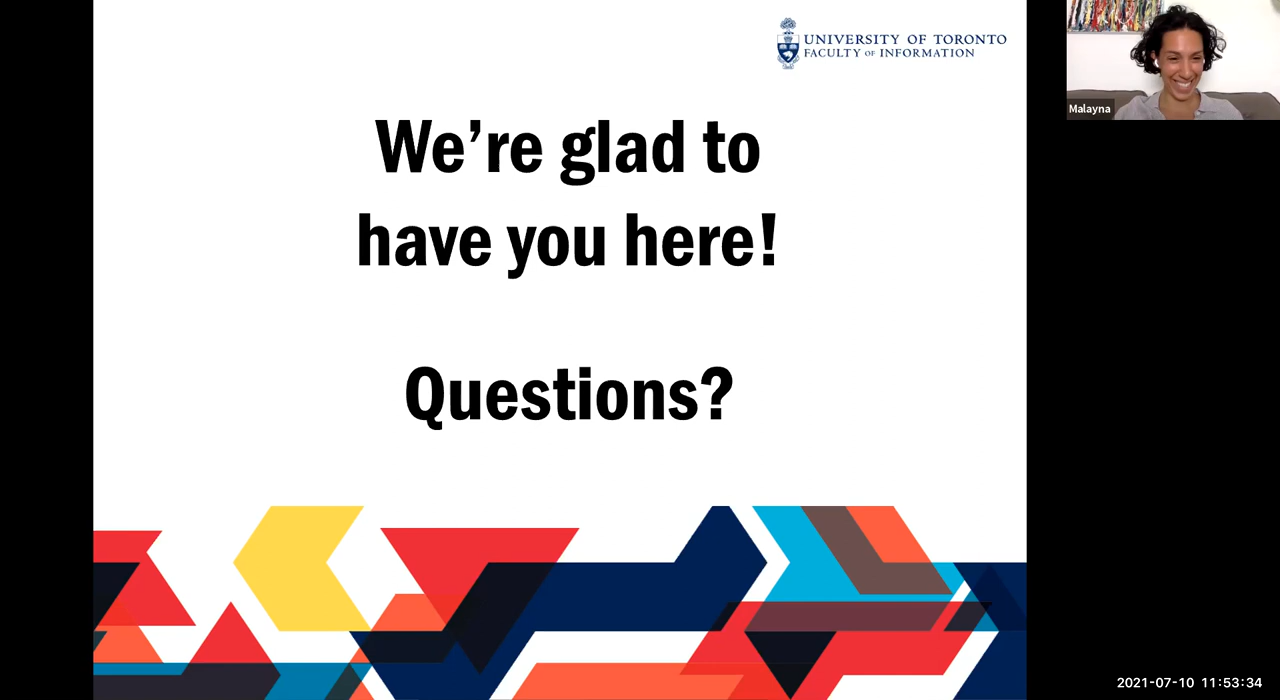 UNIVERSITY OF TORONTO
FACULTY OF INFORMATION
Malayna
We’re glad to
have you here!
Questions?
2021-07-10 11:53:34